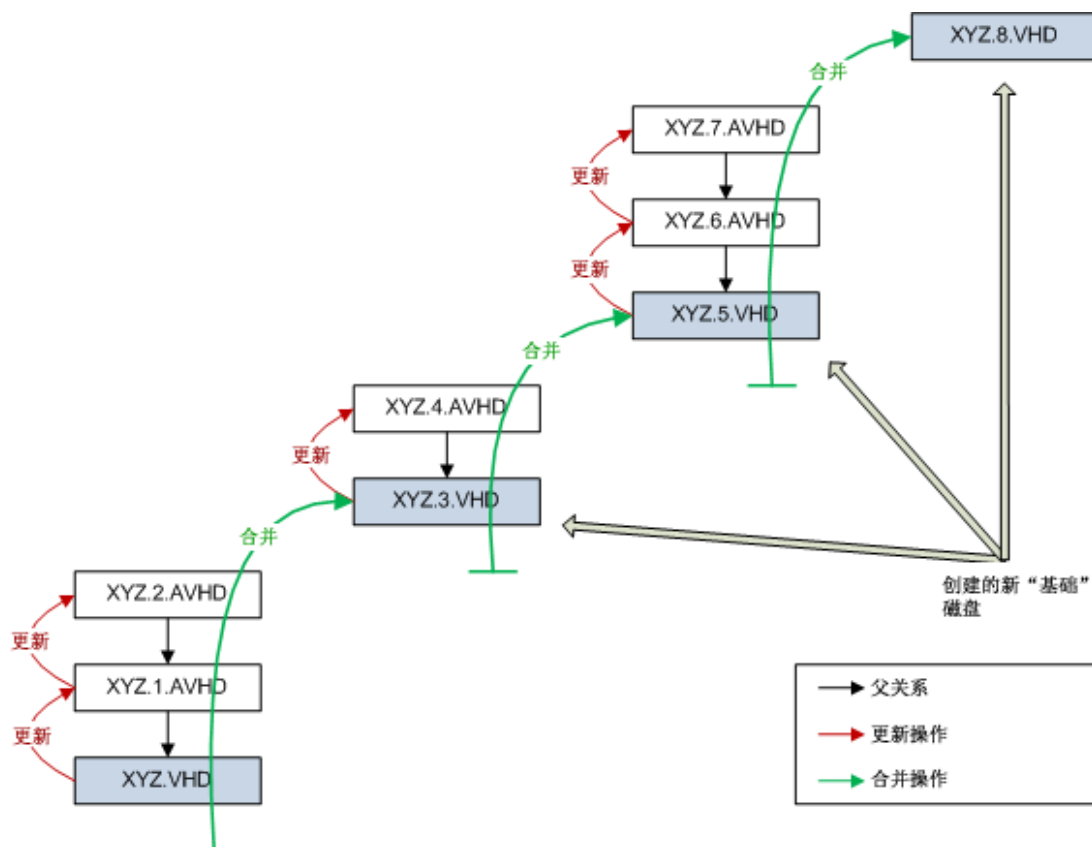 XYZ.8.VHD
合并
XYZ.7.AVHD
更新
XYZ.6.AVHD
更新
XYZ.5.VHD
合并
XYZ.4.AVHD
更新
XYZ.3.VHD
合并
XYZ.2.AVHD
更新
XYZ.1.AVHD
更新
XYZ.VHD
创建的新“基础”
磁盘
父关系
更新操作
合并操作